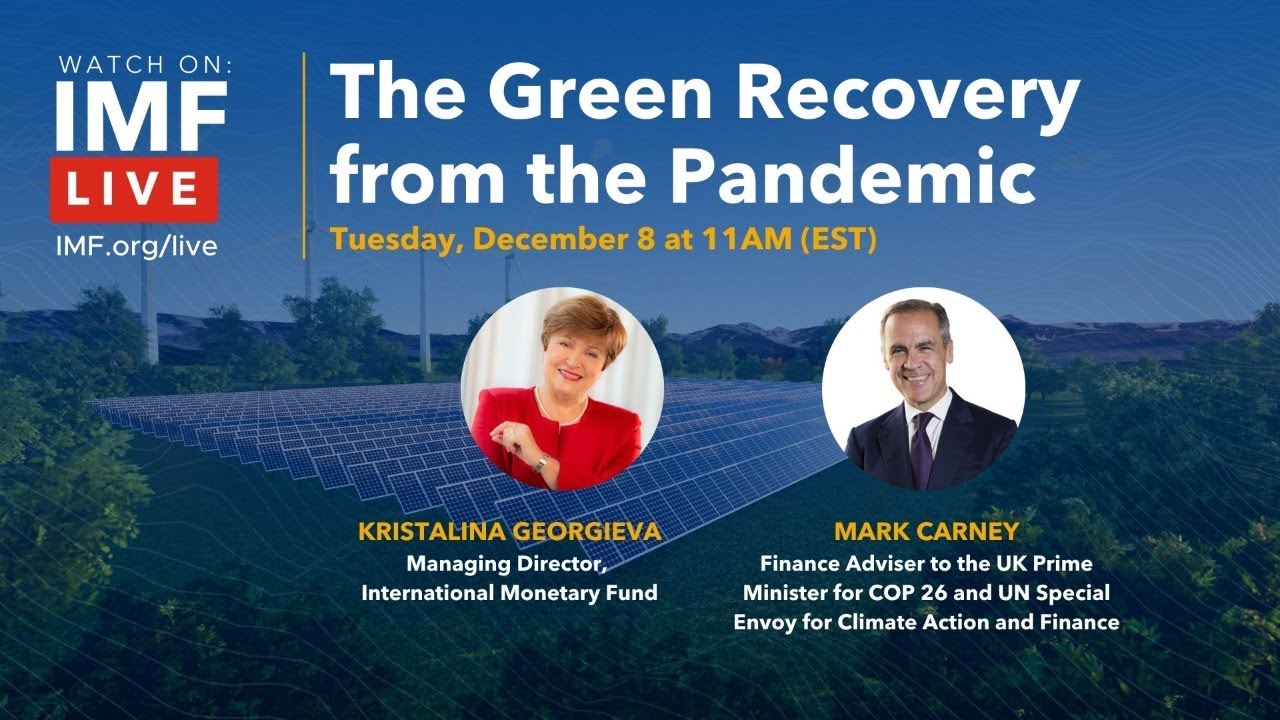 WATCH ON:
IMF
LIVE
IMF.org/live
The Green Recovery
from the Pandemic
Tuesday, December 8 at 11AM (EST)
KRISTALINA GEORGIEVA
Managing Director,
International Monetary Fund
MARK CARNEY
Finance Adviser to the UK Prime
Minister for COP 26 and UN Special
Envoy for Climate Action and Finance